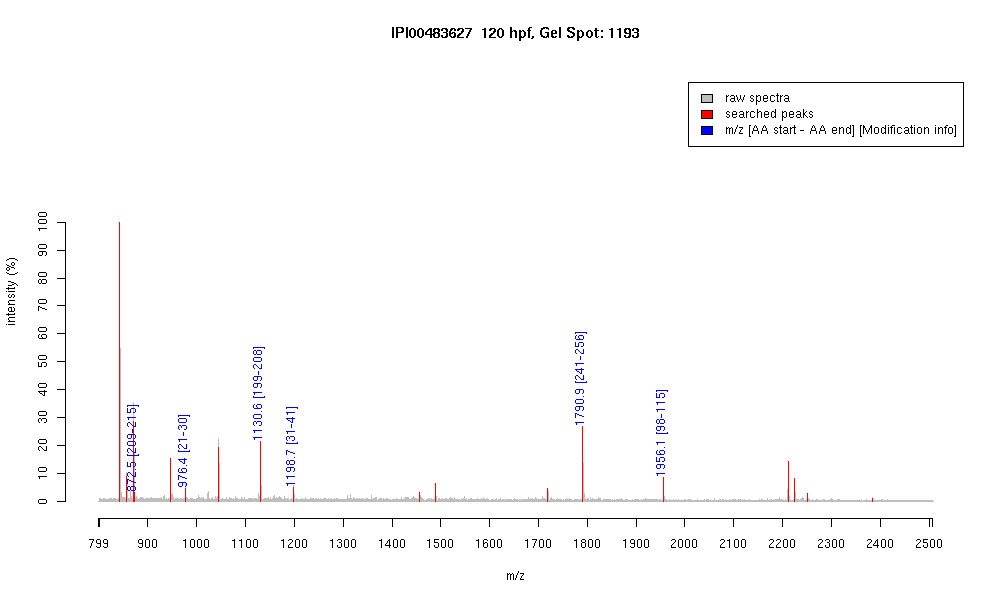 IPI00483627 120 hpf, Gel Spot: 1193
raw spectra
searched peaks
m/z [AA start - AA end] [Modification info]
intensity (%)
100
90
80
70
60
50
40
30
20
10
0
872.5 [209-215]
976.4 [21-30]
1130.6 [199-208]
1198.7 [31-41]
1790.9 [241-256]
1956.1 [98-115]
799 900 1000 1100 1200 1300 1400 1500 1600 1700 1800 1900 2000 2100 2200 2300 2400 2500
m/z